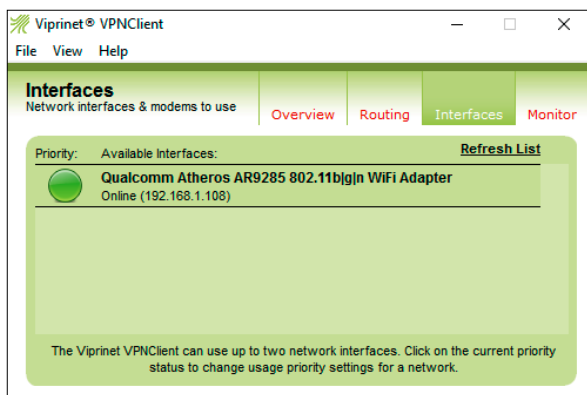 Viprinet® VPNClient
File View Help
Interfaces
Network interfaces & modems to use
Overview Routing Interfaces Monitor
Priority: Available Interfaces: Refresh List
Qualcomm Atheros AR9285 802.11b|g|n WiFi Adapter
Online (192.168.1.108)
The Viprinet VPNClient can use up to two network interfaces. Click on the current priority
status to change usage priority settings for a network.